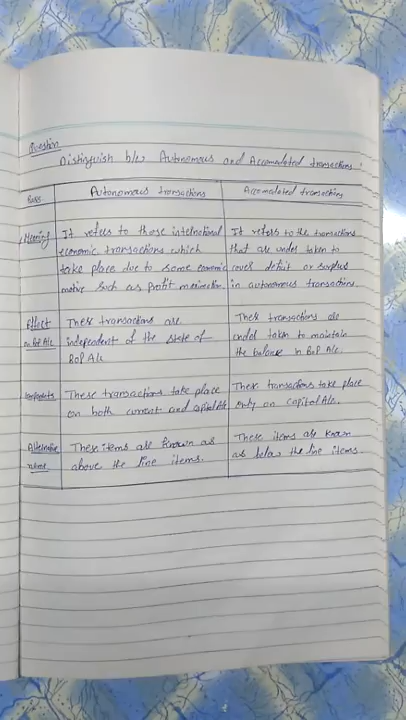 Question
Distinguish b/w Autonomous and Accomodated transactions.
Base
Autonomous transactions
Accomodated transactions
Meaning
It refers to those international
economic transactions which
take place due to some economic
motive such as profit maximisation
It refers to the transactions
that are under taken to
cover deficit or surplus
in autonomous transactions.
Effect
on BoP A/c
These transactions are
independent of the state of
BoP A/c
These transactions are
under taken to maintain
the balance in BoP A/c.
Components
These transactions take place
on both current and capital A/c
These transactions take place
only on capital A/c.
Alternative
name
These items are known as
above the line items.
These items are known
as below the line items.